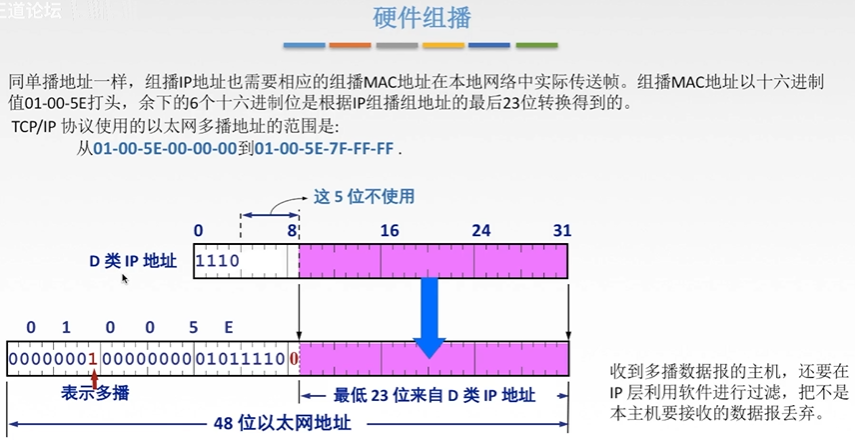 王道论坛
硬件组播
同单播地址一样，组播IP地址也需要相应的组播MAC地址在本地网络中实际传送帧。组播MAC地址以十六进制
值01-00-5E打头，余下的6个十六进制位是根据IP组播组地址的最后23位转换得到的。
TCP/IP 协议使用的以太网多播地址的范围是:
从01-00-5E-00-00-00到01-00-5E-7F-FF-FF .
这 5 位不使用
0 8 16 24 31
D 类 IP 地址
1110
0 1 0 0 5 E
0000000100000000010111100
表示多播
最低 23 位来自 D 类 IP 地址
48 位以太网地址
收到多播数据报的主机，还要在
IP 层利用软件进行过滤，把不是
本主机要接收的数据报丢弃。